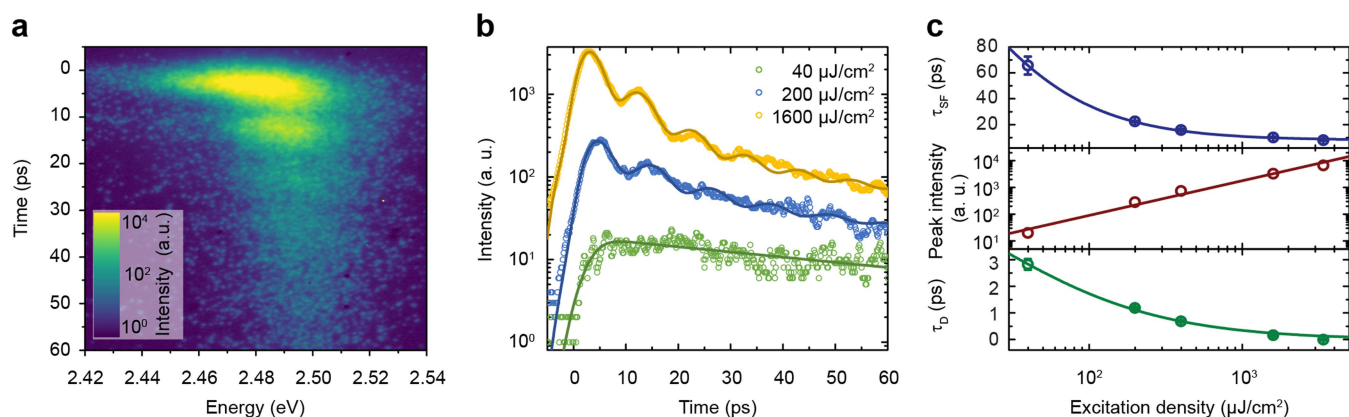 a
Time (ps)
0
10
20
30
40
50
60
10⁴
10²
10⁰
Intensity (a.u.)
2.42
2.44
2.46
2.48
2.50
2.52
2.54
Energy (eV)
b
Intensity (a. u.)
10³
10²
10¹
10⁰
40 µJ/cm²
200 µJ/cm²
1600 µJ/cm²
0
10
20
30
40
50
60
Time (ps)
c
τSF (ps)
80
60
40
20
10
Peak intensity
(a. u.)
10⁴
10³
10²
10¹
τD (ps)
3
2
1
0
10²
10³
Excitation density (µJ/cm²)